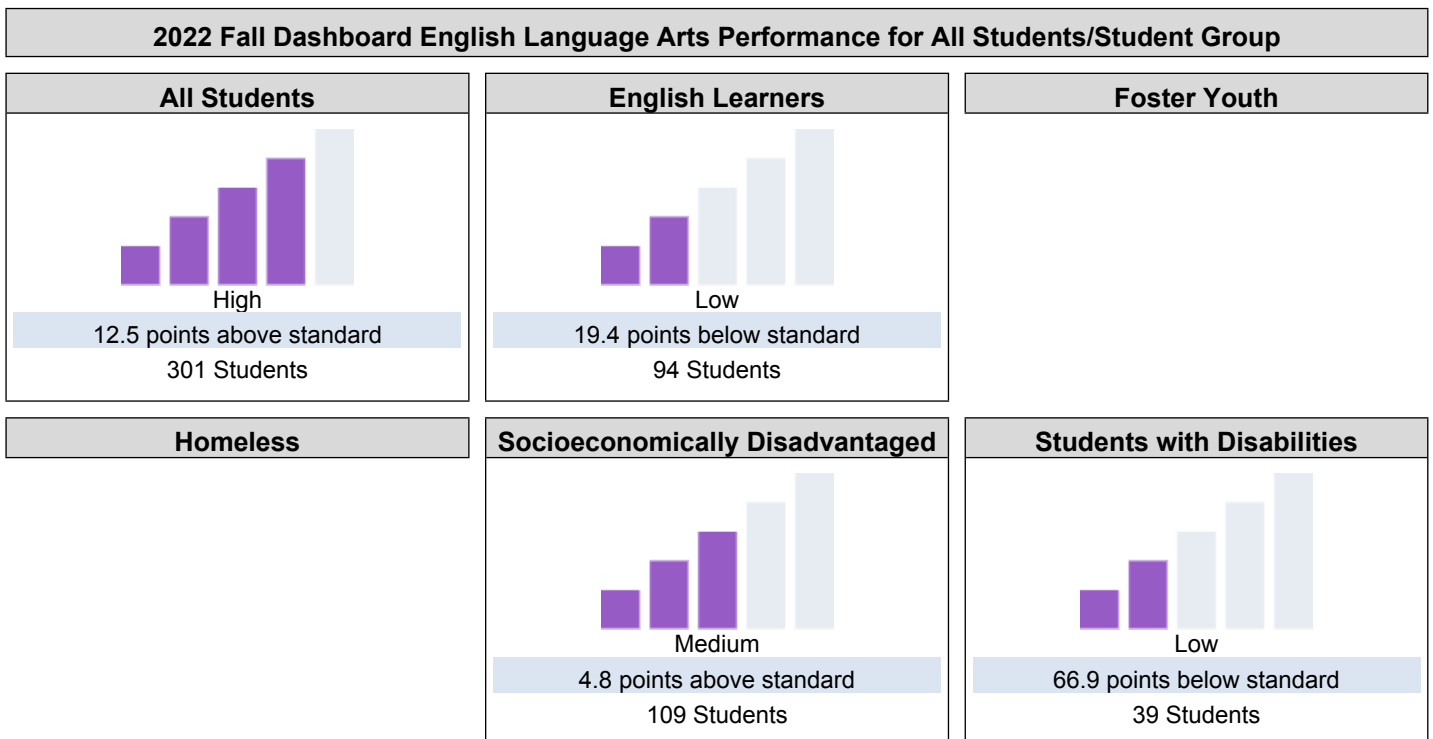 2022 Fall Dashboard English Language Arts Performance for All Students/Student Group
All Students
High
12.5 points above standard
301 Students
English Learners
Low
19.4 points below standard
94 Students
Foster Youth
Homeless
Socioeconomically Disadvantaged
Medium
4.8 points above standard
109 Students
Students with Disabilities
Low
66.9 points below standard
39 Students